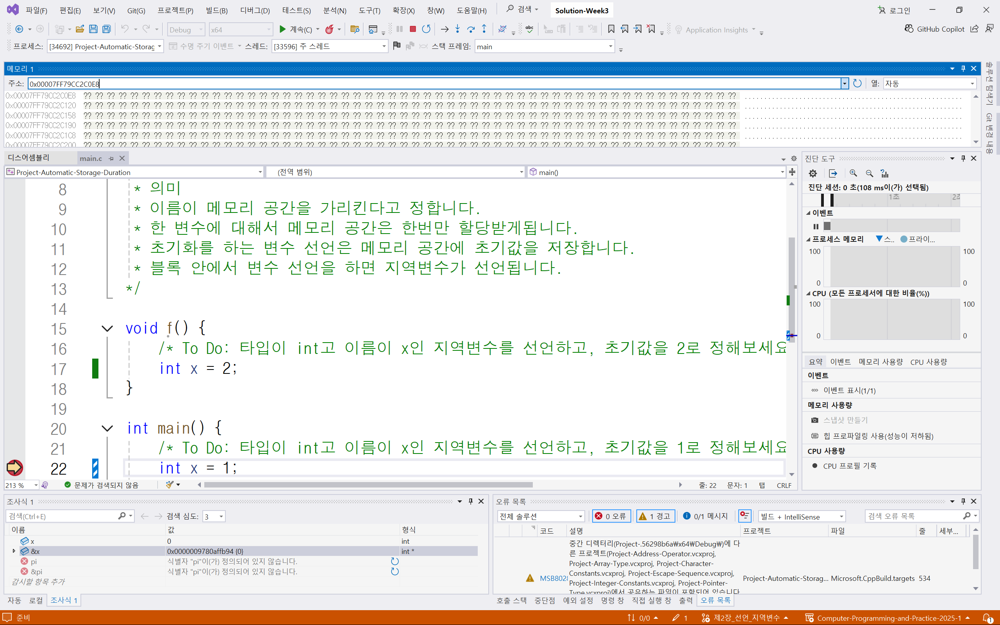 파일(F) 편집(E) 보기(V) Git(G) 프로젝트(P) 빌드(B) 디버그(D) 테스트(S) 분석(N) 도구(T) 확장(X) 창(W) 도움말(H) 검색 Solution-Week3 로그인
Debug x64 계속(C) Application Insights GitHub Copilot
프로세스: [34692] Project-Automatic-Storag 수명 주기 이벤트 스레드: [33596] 주 스레드 스택 프레임: main
메모리 1
주소: 0x00007FF79CC2C0E8 열: 자동
0x00007FF79CC2C0E8 ?? ?? ?? ?? ?? ?? ?? ?? ?? ?? ?? ?? ?? ?? ?? ?? ?? ?? ?? ?? ?? ?? ?? ?? ?? ?? ?? ?? ?? ?? ?? ?? ?? ?? ?? ?? ?? ?? ?? ?? ?? ?? ?? ?? ?? ?? ?? ?? ?? ?? ?? ?? ?? ?? ?? ?? ........................................................
0x00007FF79CC2C120 ?? ?? ?? ?? ?? ?? ?? ?? ?? ?? ?? ?? ?? ?? ?? ?? ?? ?? ?? ?? ?? ?? ?? ?? ?? ?? ?? ?? ?? ?? ?? ?? ?? ?? ?? ?? ?? ?? ?? ?? ?? ?? ?? ?? ?? ?? ?? ?? ?? ?? ?? ?? ?? ?? ?? ?? ........................................................
0x00007FF79CC2C158 ?? ?? ?? ?? ?? ?? ?? ?? ?? ?? ?? ?? ?? ?? ?? ?? ?? ?? ?? ?? ?? ?? ?? ?? ?? ?? ?? ?? ?? ?? ?? ?? ?? ?? ?? ?? ?? ?? ?? ?? ?? ?? ?? ?? ?? ?? ?? ?? ?? ?? ?? ?? ?? ?? ?? ?? ........................................................
0x00007FF79CC2C190 ?? ?? ?? ?? ?? ?? ?? ?? ?? ?? ?? ?? ?? ?? ?? ?? ?? ?? ?? ?? ?? ?? ?? ?? ?? ?? ?? ?? ?? ?? ?? ?? ?? ?? ?? ?? ?? ?? ?? ?? ?? ?? ?? ?? ?? ?? ?? ?? ?? ?? ?? ?? ?? ?? ?? ?? ........................................................
0x00007FF79CC2C1C8 ?? ?? ?? ?? ?? ?? ?? ?? ?? ?? ?? ?? ?? ?? ?? ?? ?? ?? ?? ?? ?? ?? ?? ?? ?? ?? ?? ?? ?? ?? ?? ?? ?? ?? ?? ?? ?? ?? ?? ?? ?? ?? ?? ?? ?? ?? ?? ?? ?? ?? ?? ?? ?? ?? ?? ?? ........................................................
0x00007FF79CC2C200 ?? ?? ?? ?? ?? ?? ?? ?? ?? ?? ?? ?? ?? ?? ?? ?? ?? ?? ?? ?? ?? ?? ?? ?? ?? ?? ?? ?? ?? ?? ?? ?? ?? ?? ?? ?? ?? ?? ?? ?? ?? ?? ?? ?? ?? ?? ?? ?? ?? ?? ?? ?? ?? ?? ?? ??
솔루션 탐색기
Git 변경 내용
디스어셈블리 main.c
Project-Automatic-Storage-Duration (전역 범위) main()
8 * 의미
9 * 이름이 메모리 공간을 가리킨다고 정합니다.
10 * 한 변수에 대해서 메모리 공간은 한번만 할당받게됩니다.
11 * 초기화를 하는 변수 선언은 메모리 공간에 초기값을 저장합니다.
12 * 블록 안에서 변수 선언을 하면 지역변수가 선언됩니다.
13 */
14
15 void f() {
16 /* To Do: 타입이 int고 이름이 x인 지역변수를 선언하고, 초기값을 2로 정해보세요
17 int x = 2;
18 }
19
20 int main() {
21 /* To Do: 타입이 int고 이름이 x인 지역변수를 선언하고, 초기값을 1로 정해보세요
22 int x = 1;
213 % 문제가 검색되지 않음 줄: 22 문자: 1 탭 CRLF
진단 도구
진단 세션: 0 초(108 ms이(가) 선택됨)
1초
이벤트
프로세스 메모리 스.. 프라이...
100 100
0 0
CPU (모든 프로세서에 대한 비율(%))
100 100
0 0
요약 이벤트 메모리 사용량 CPU 사용량
이벤트
이벤트 표시(1/1)
메모리 사용량
스냅샷 만들기
힙 프로파일링 사용(성능이 저하됨)
CPU 사용량
CPU 프로필 기록
조사식 1
검색(Ctrl+E) 검색 심도: 3
이름 값 형식
x 0 int
&x 0x0000009780affb94 {0} int *
pi 식별자 "pi"이(가) 정의되어 있지 않습니다.
&pi 식별자 "pi"이(가) 정의되어 있지 않습니다.
감시할 항목 추가
자동 로컬 조사식 1
오류 목록
전체 솔루션 0 오류 1 경고 0/1 메시지 빌드 + IntelliSense 검색 오류 목록
코드 설명 프로젝트 파일 줄 세부...
중간 디렉터리(Project-.56298b6a₩x64₩Debug₩)에 다
른 프로젝트(Project-Address-Operator.vcxproj,
Project-Array-Type.vcxproj, Project-Character-
Constants.vcxproj, Project-Escape-Sequence.vcxproj,
Project-Integer-Constants.vcxproj, Project-Pointer-
Type.vcxproj)에서 공유하는 파일이 포함되어 있습니다
MSB8028 Project-Automatic-Storag... Microsoft.CppBuild.targets 534
호출 스택 중단점 예외 설정 명령 창 직접 실행 창 출력 오류 목록
준비 0/0 1 제2장_선언_지역변수 Computer-Programming-and-Practice-2025-1 1